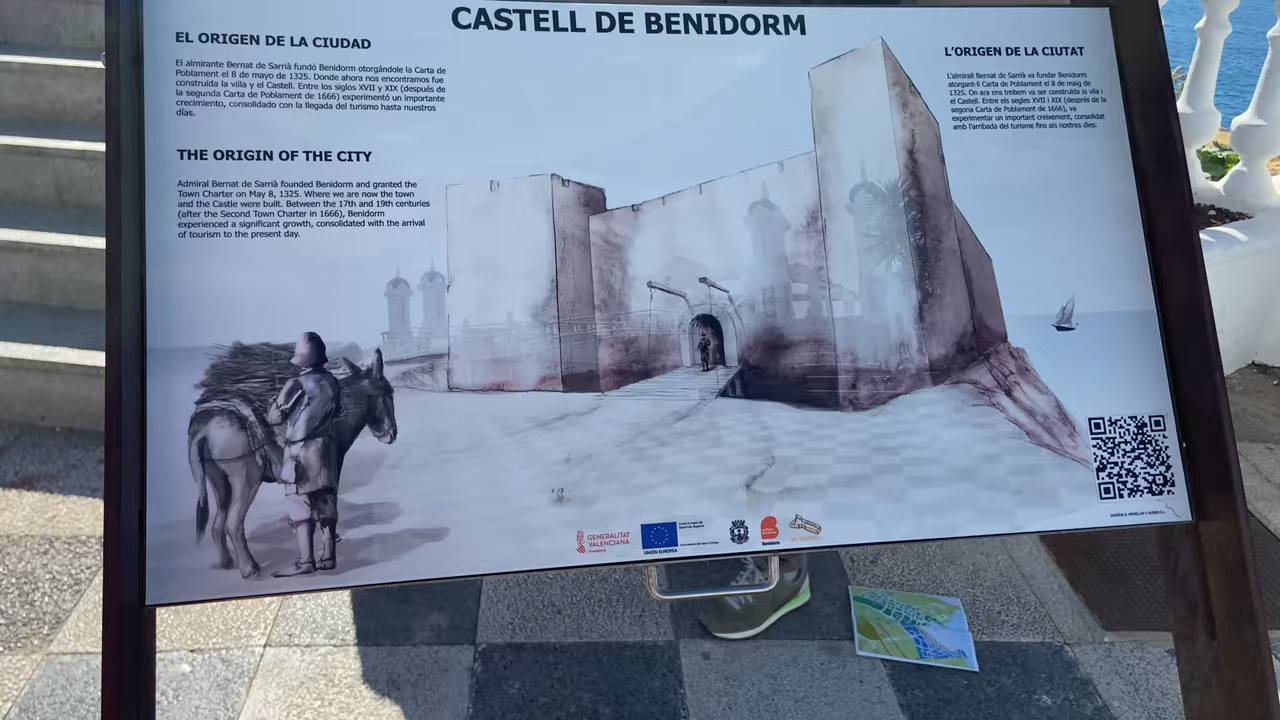 CASTELL DE BENIDORM
EL ORIGEN DE LA CIUDAD
El almirante Bernat de Sarrià fundó Benidorm otorgándole la Carta de
Poblament el 8 de mayo de 1325. Donde ahora nos encontramos fue
construida la villa y el Castell. Entre los siglos XVII y XIX (después de
la segunda Carta de Poblament de 1666) experimentó un importante
crecimiento, consolidado con la llegada del turismo hasta nuestros
días.
THE ORIGIN OF THE CITY
Admiral Bernat de Sarrià founded Benidorm and granted the
Town Charter on May 8, 1325. Where we are now the town
and the Castle were built. Between the 17th and 19th centuries
(after the Second Town Charter in 1666), Benidorm
experienced a significant growth, consolidated with the arrival
of tourism to the present day.
L'ORIGEN DE LA CIUTAT
L'almirall Bernat de Sarrià va fundar Benidorm
atorgant-li Carta de Poblament el 8 de maig de
1325. On ara ens trobem va ser construïda la vila i
el Castell. Entre els segles XVII i XIX (després de la
segona Carta de Poblament de 1666), va
experimentar un important creixement, consolidat
amb l'arribada del turisme fins als nostres dies.
GENERALITAT
VALENCIANA
UNIÓN EUROPEA
Benidorm